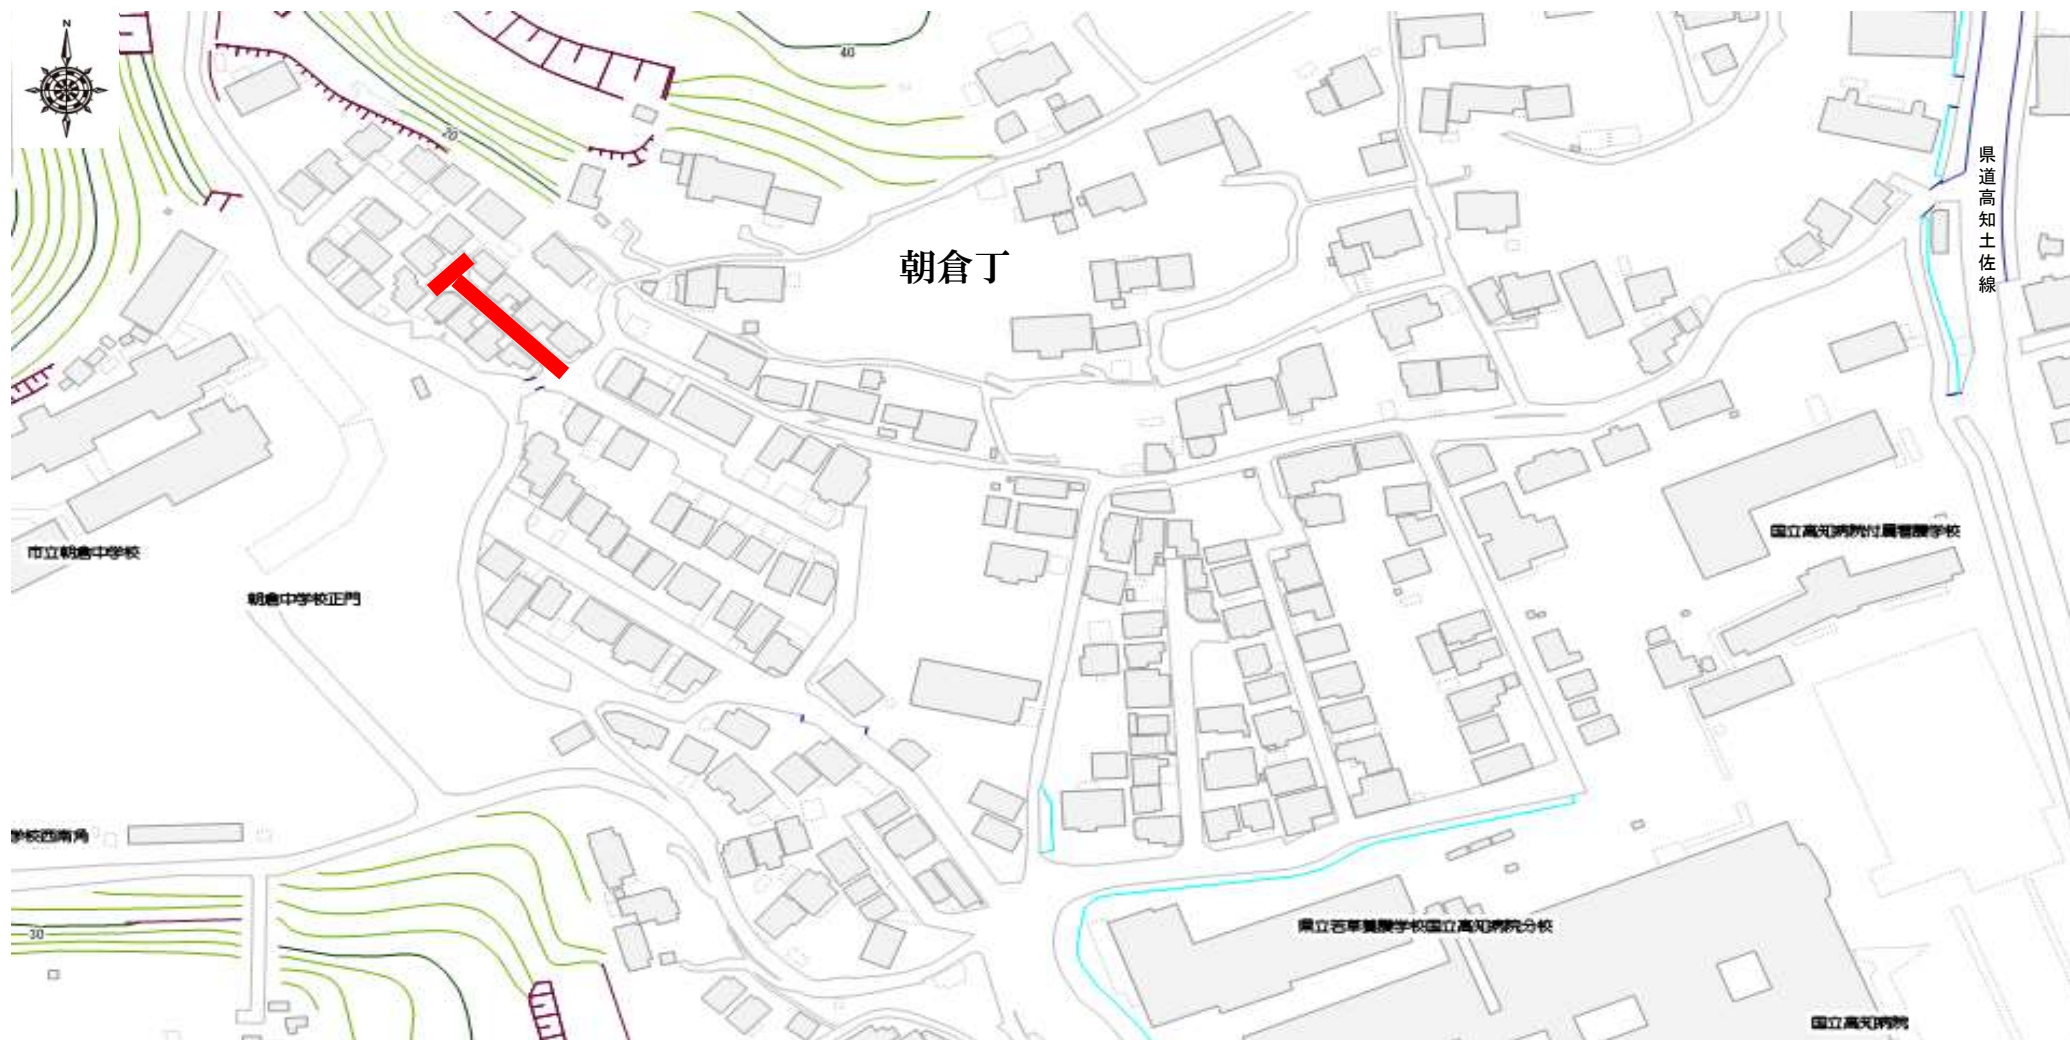 N
40
20
県道高知土佐線
朝倉丁
国立高知病院付属看護学校
市立朝倉中学校
朝倉中学校正門
学校西南角
30
県立若草養護学校国立高知病院分校
国立高知病院